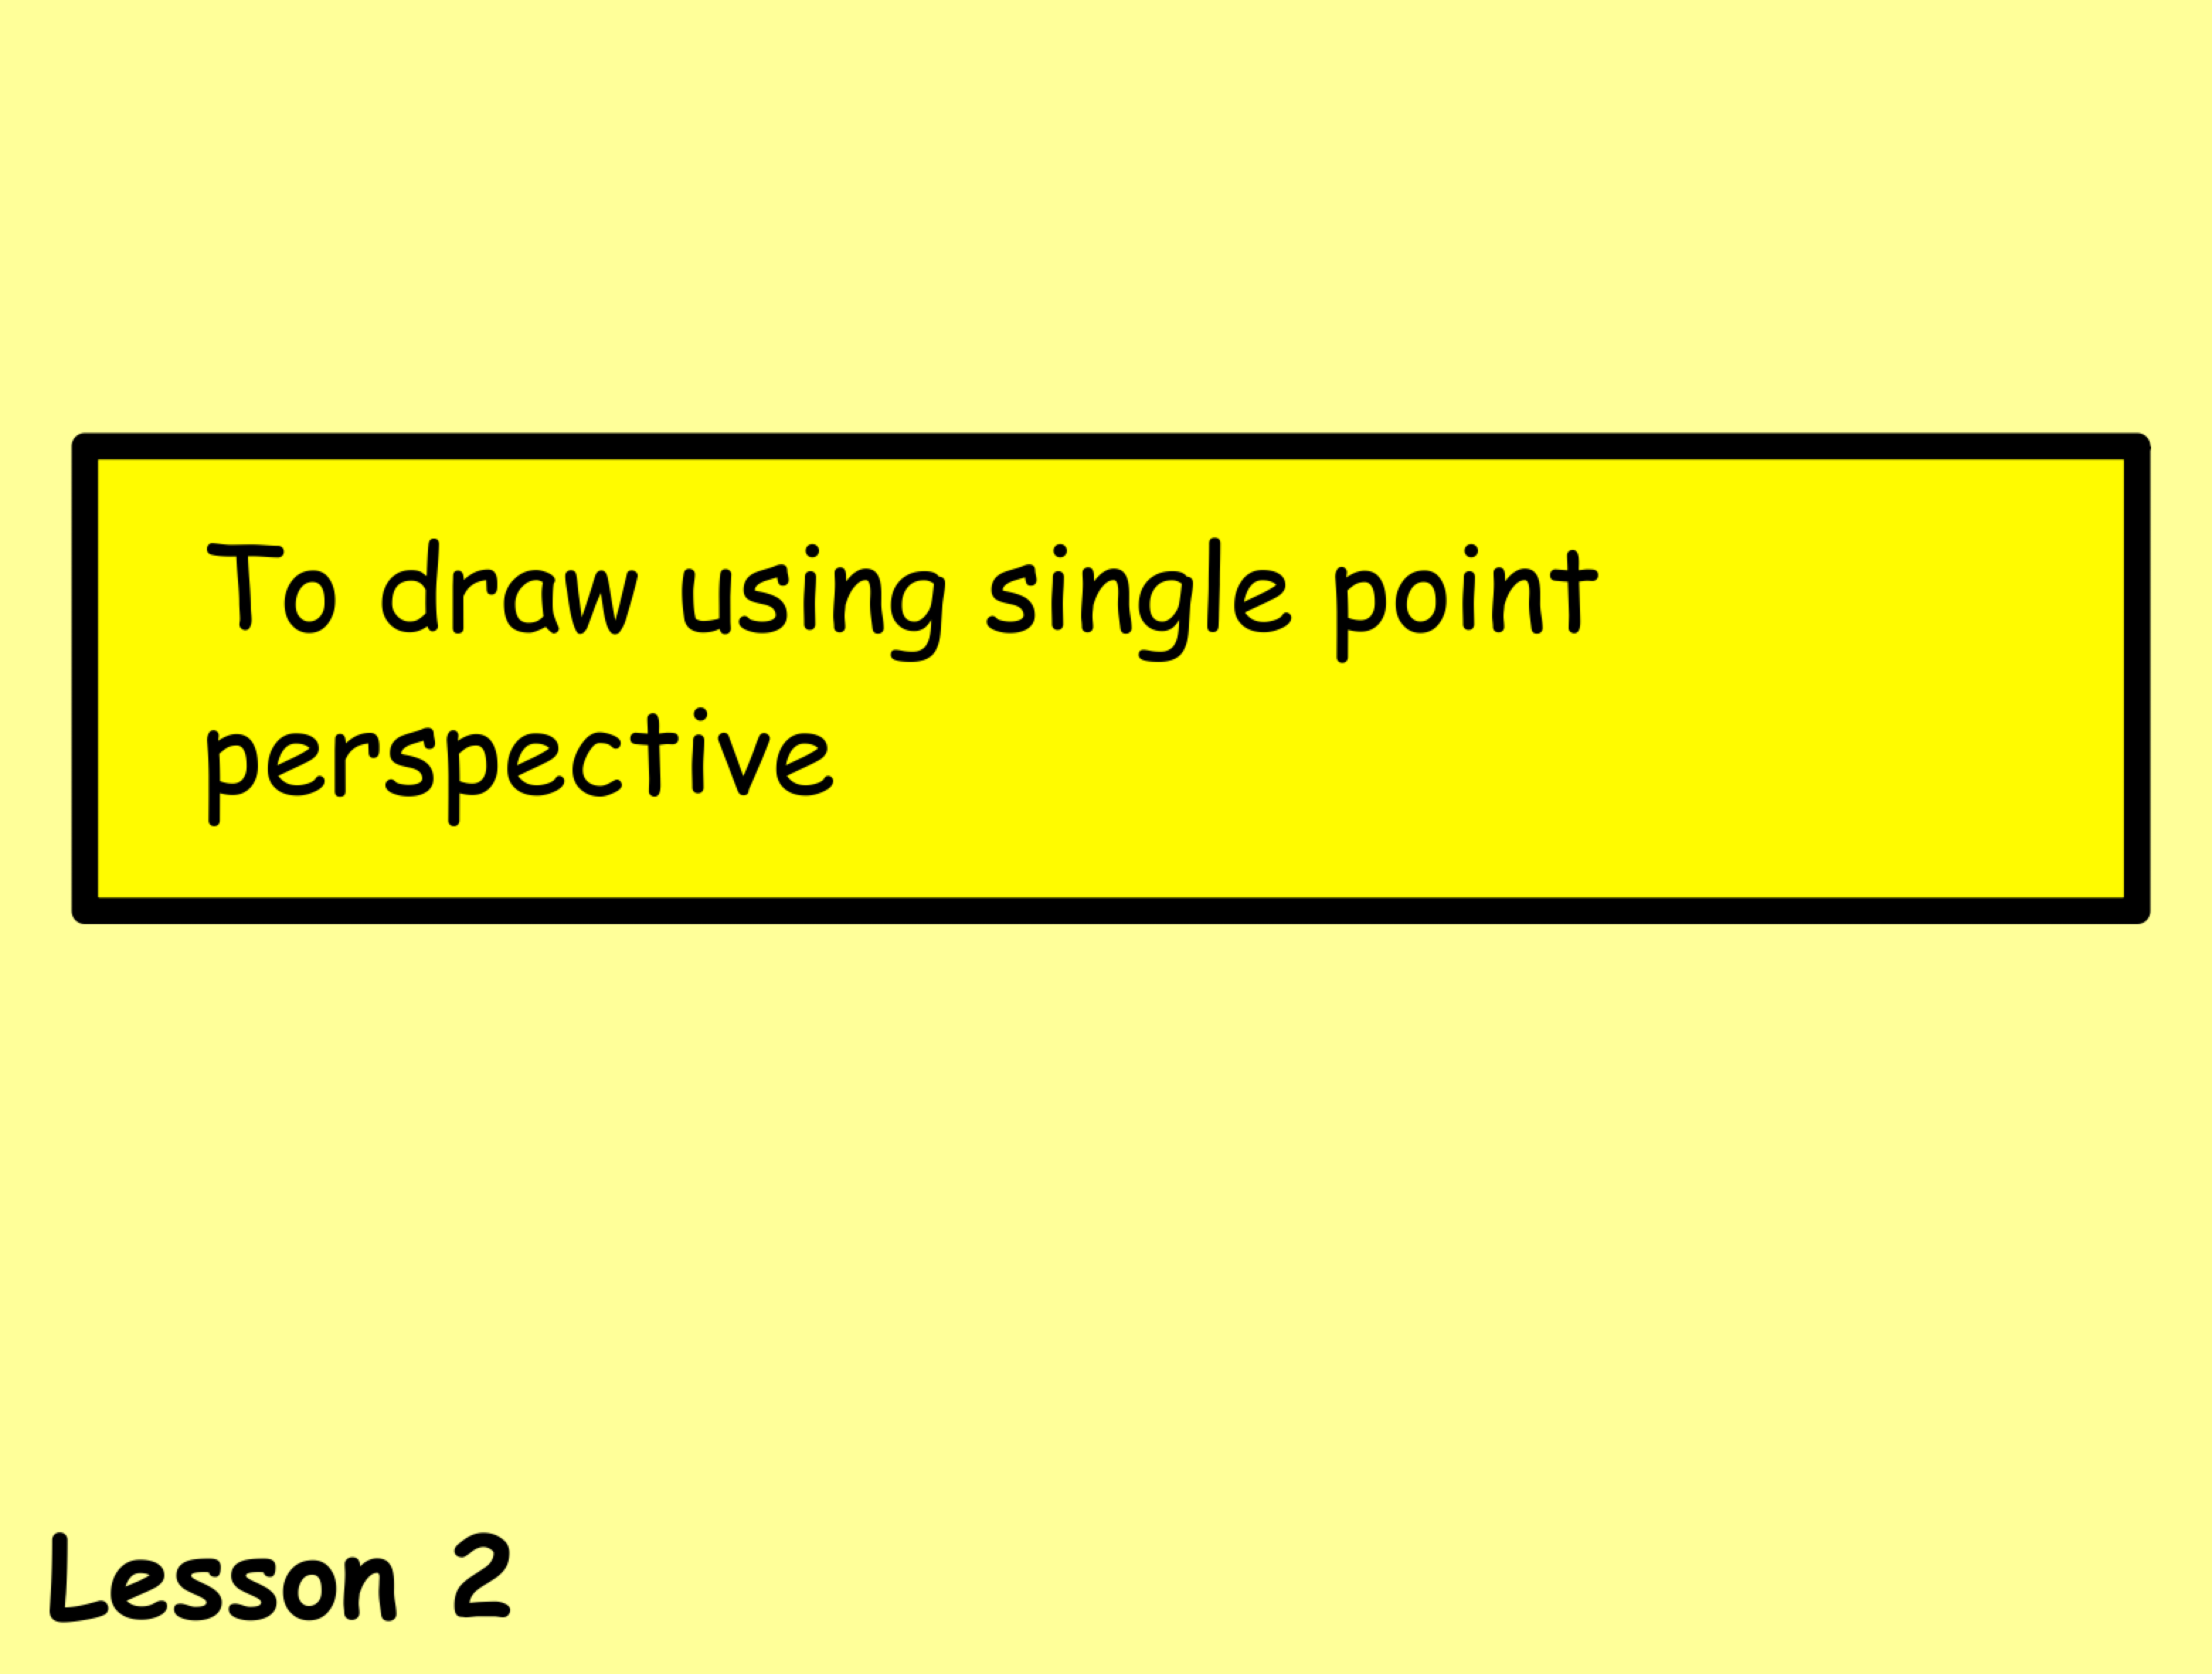 To draw using single point
perspective
Lesson 2